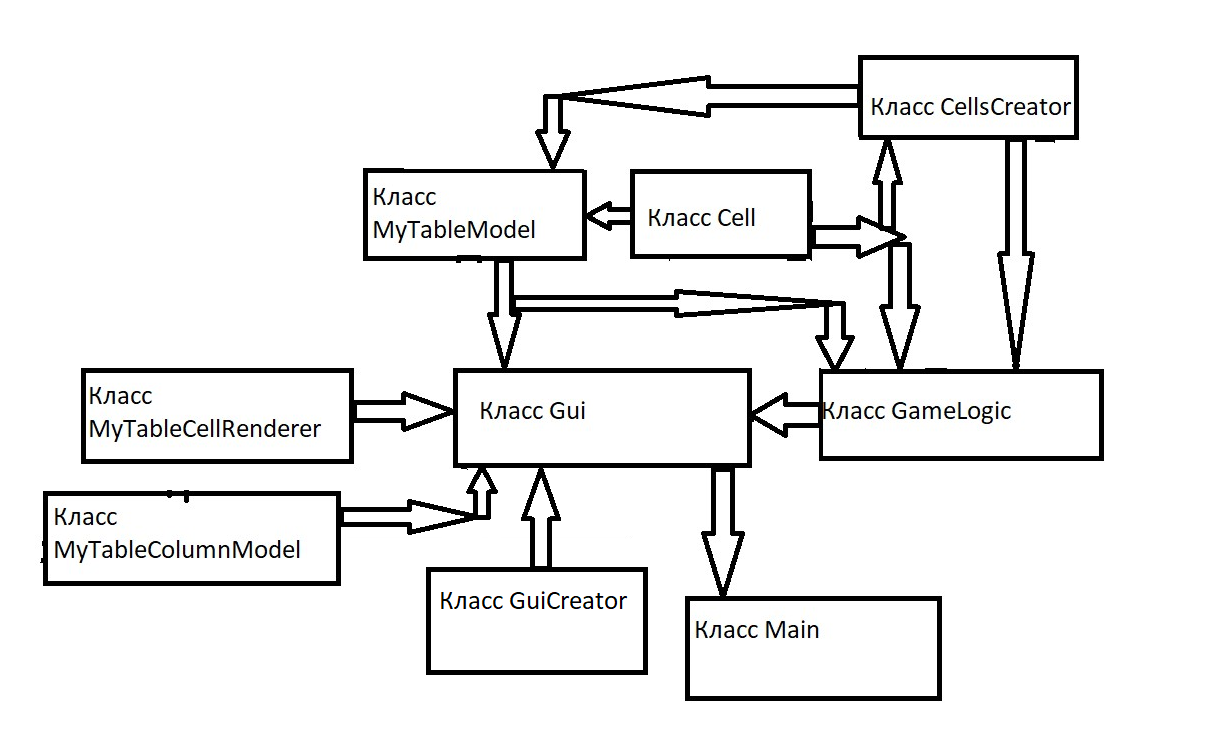 Класс CellsCreator
Класс
MyTableModel
Класс Cell
Класс
MyTableCellRenderer
Класс Gui
Класс GameLogic
Класс
MyTableColumnModel
Класс GuiCreator
Класс Main